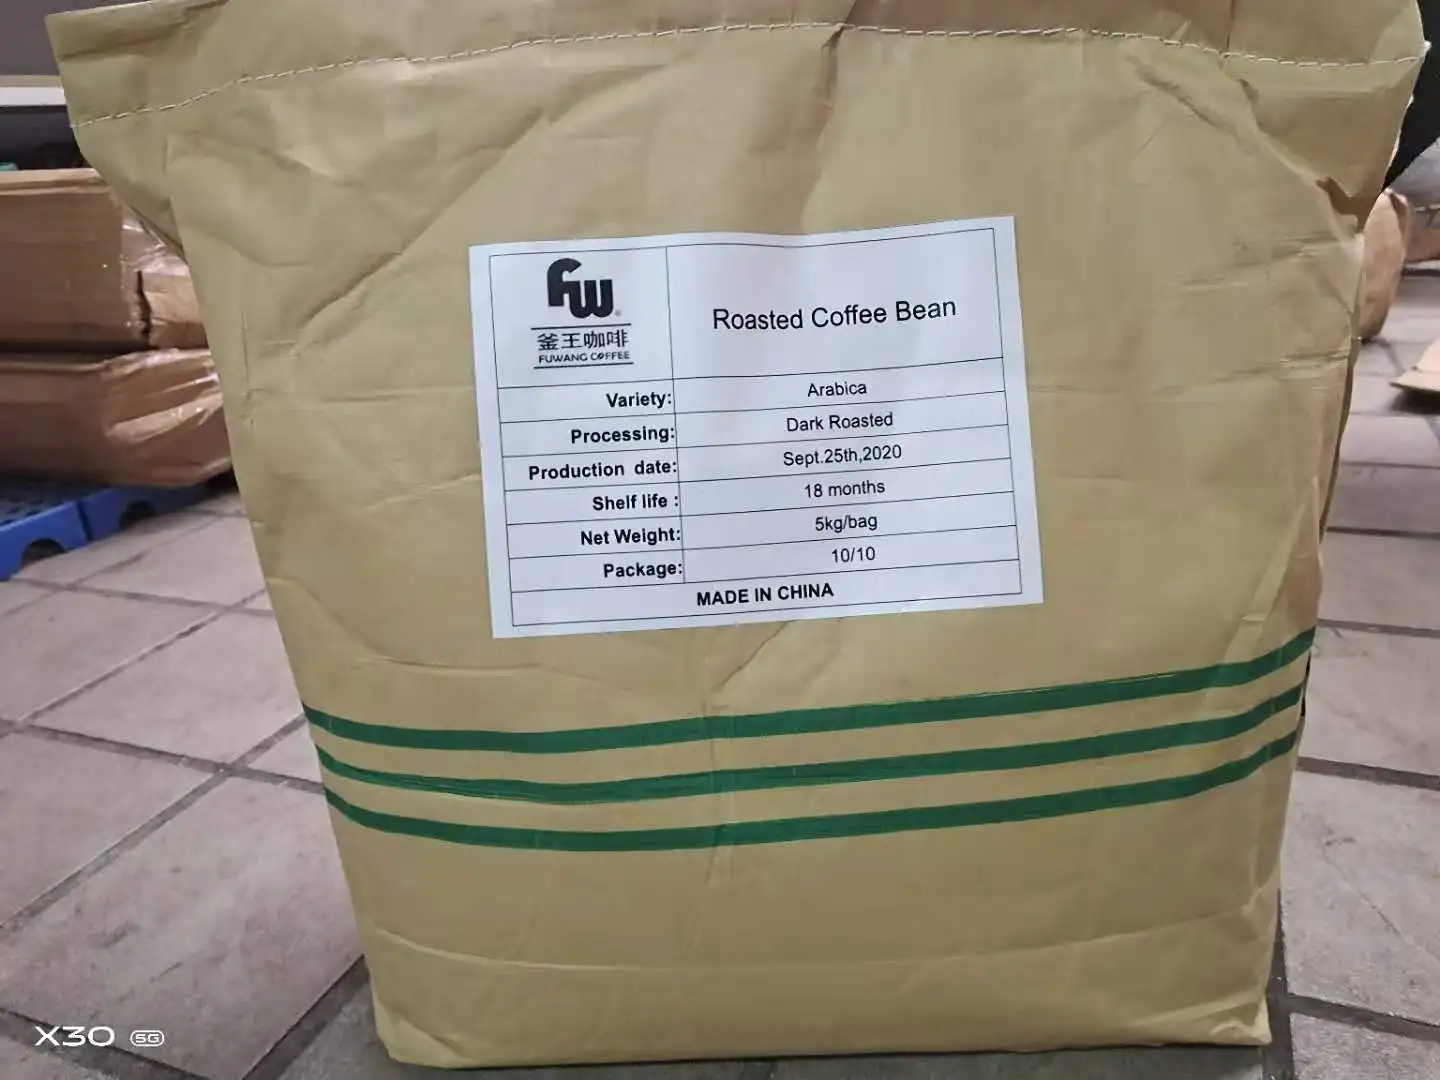 FW
釜王咖啡
FUWANG COFFEE
Roasted Coffee Bean
Variety: Arabica
Processing: Dark Roasted
Production date: Sept.25th,2020
Shelf life : 18 months
Net Weight: 5kg/bag
Package: 10/10
MADE IN CHINA
X30 5G